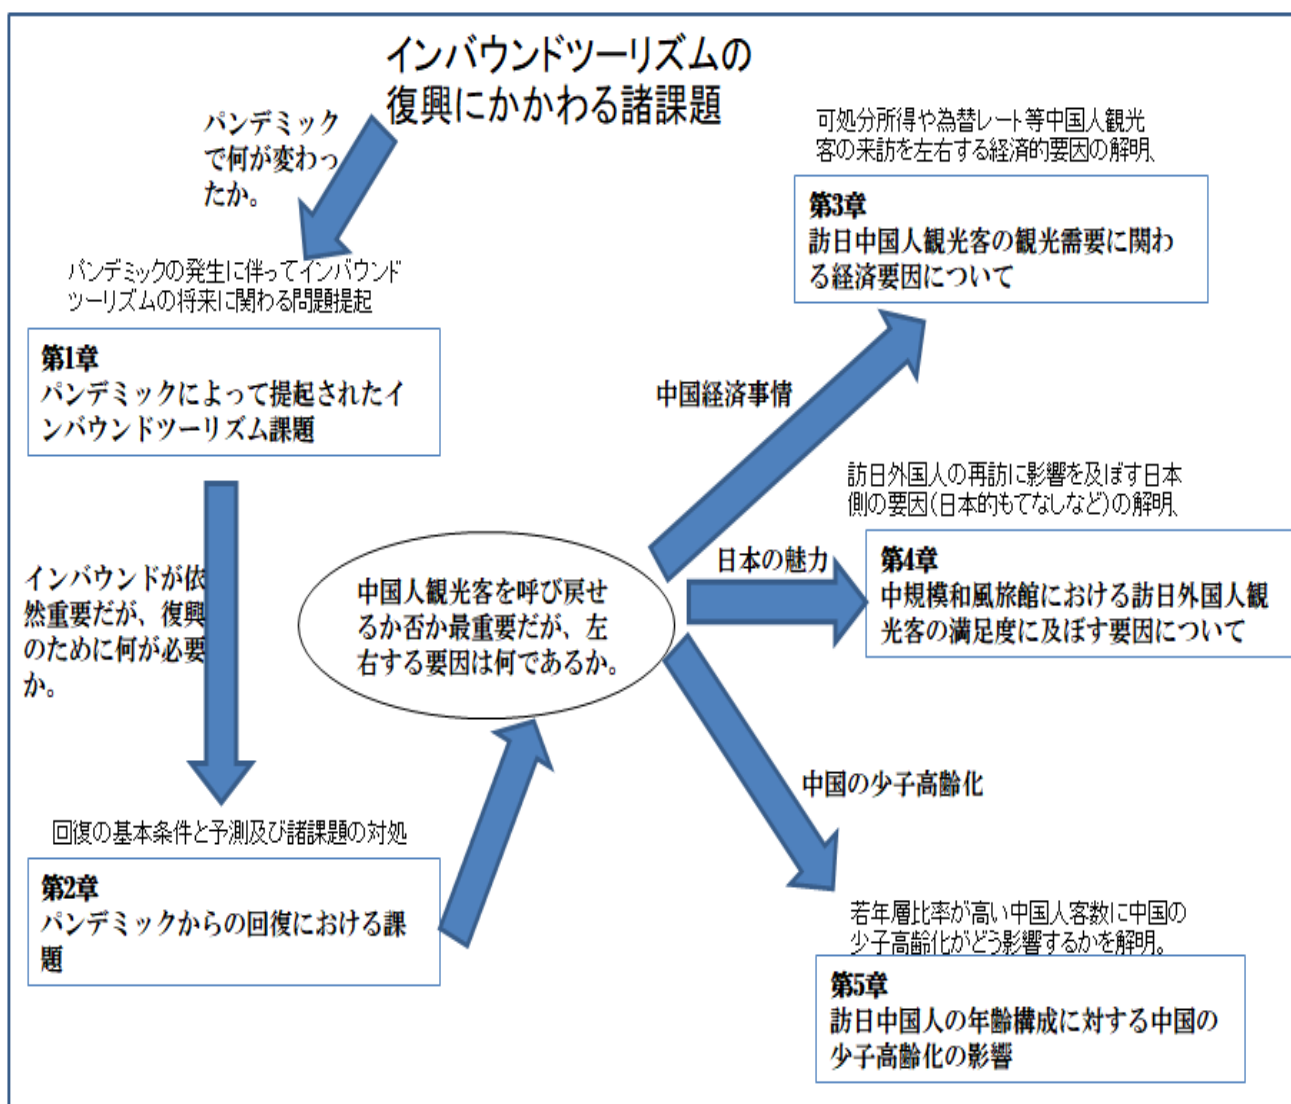 インバウンドツーリズムの
復興にかかわる諸課題
パンデミック
で何が変わっ
たか。
パンデミックの発生に伴ってインバウンド
ツーリズムの将来に関わる問題提起
第1章
パンデミックによって提起されたイ
ンバウンドツーリズム課題
インバウンドが依
然重要だが、復興
のために何が必要
か。
回復の基本条件と予測及び諸課題の対処
第2章
パンデミックからの回復における課
題
中国人観光客を呼び戻せ
るか否か最重要だが、左
右する要因は何であるか。
中国経済事情
可処分所得や為替レート等中国人観光
客の来訪を左右する経済的要因の解明、
第3章
訪日中国人観光客の観光需要に関わ
る経済要因について
日本の魅力
訪日外国人の再訪に影響を及ぼす日本
側の要因(日本的もてなしなど)の解明、
第4章
中規模和風旅館における訪日外国人観
光客の満足度に及ぼす要因について
中国の少子高齢化
若年層比率が高い中国人客数に中国の
少子高齢化がどう影響するかを解明。
第5章
訪日中国人の年齢構成に対する中国の
少子高齢化の影響